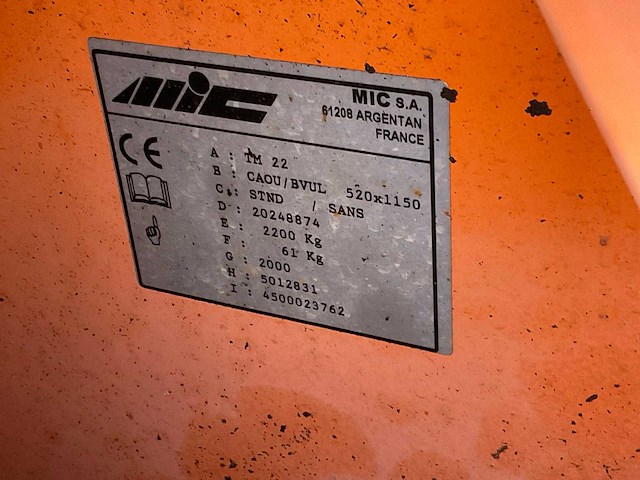 MIC
MIC S.A.
61208 ARGENTAN
FRANCE
CE
A : TM 22
B : CAOU/BVUL 520x1150
C : STND / SANS
D : 20248874
E : 2200 Kg
F : 61 Kg
G : 2000
H : 5012831
I : 4500023762